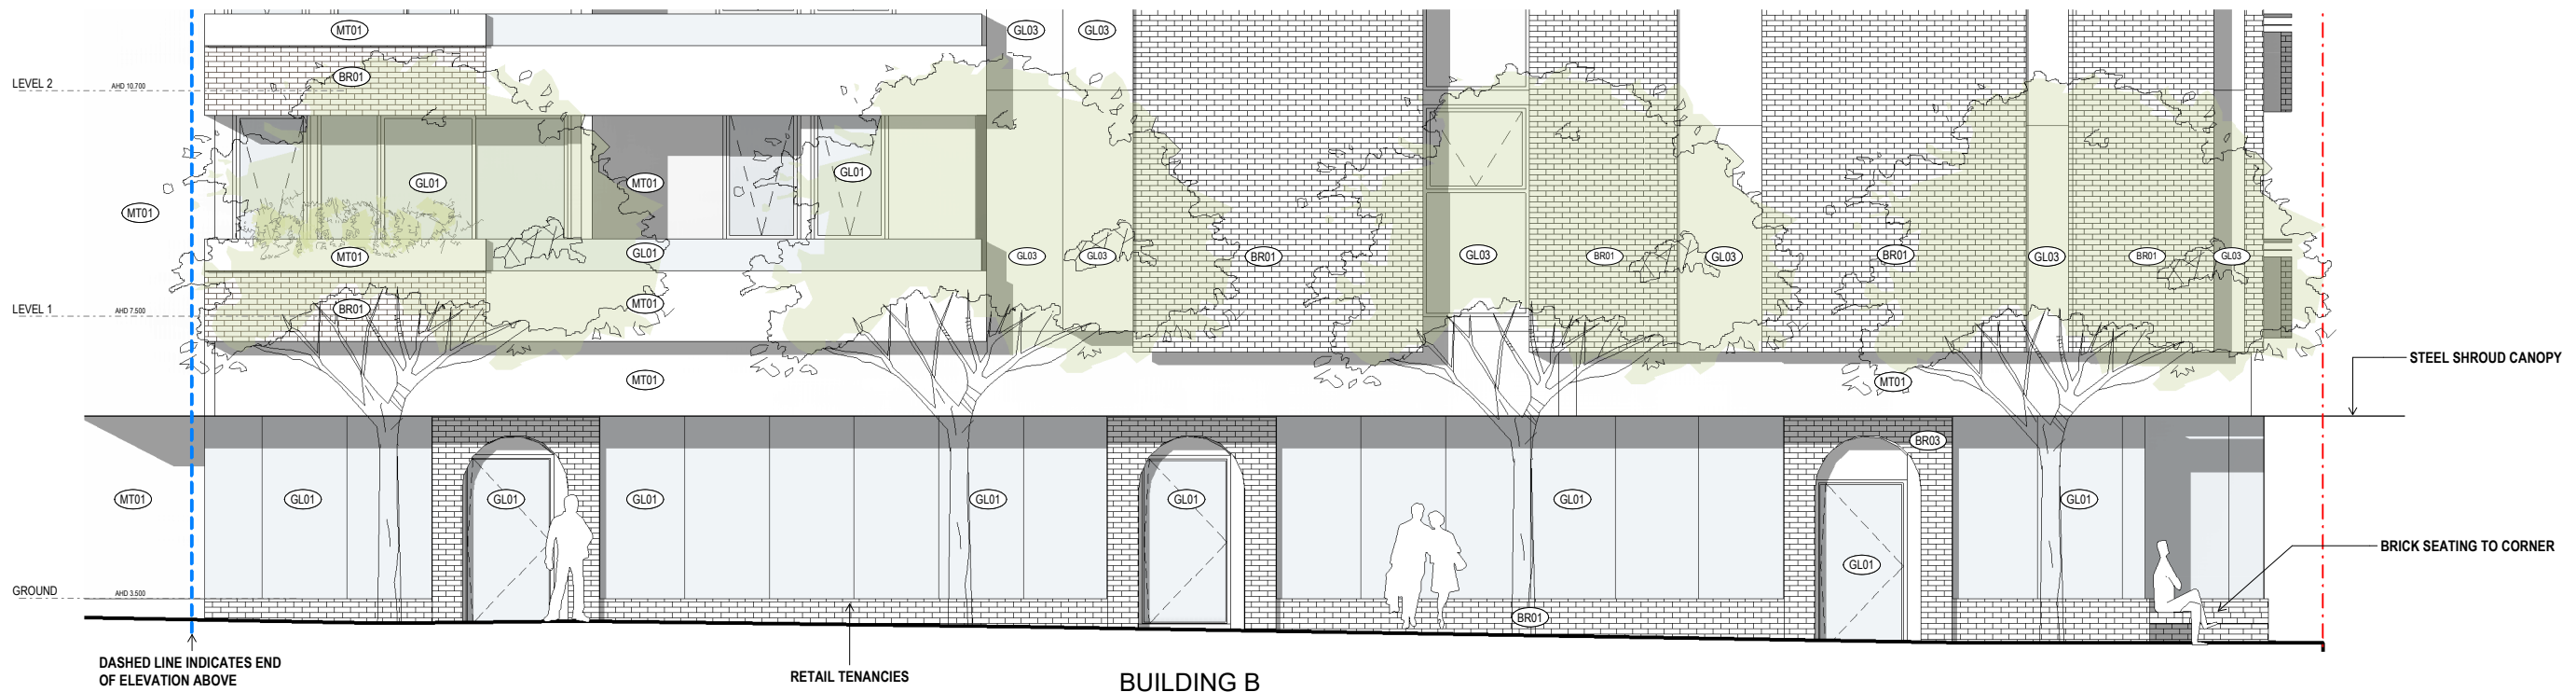 MT01
GL03
GL03
BR01
LEVEL 2
AHD 10.700
GL01
MT01
GL01
MT01
MT01
GL01
GL03
GL03
BR01
GL03
BR01
GL03
BR01
GL03
BR01
GL03
LEVEL 1
AHD 7.500
BR01
MT01
STEEL SHROUD CANOPY
MT01
MT01
BR03
MT01
GL01
GL01
GL01
GL01
GL01
GL01
GL01
BRICK SEATING TO CORNER
GL01
GROUND
AHD 3.500
BR01
DASHED LINE INDICATES END
OF ELEVATION ABOVE
RETAIL TENANCIES
BUILDING B